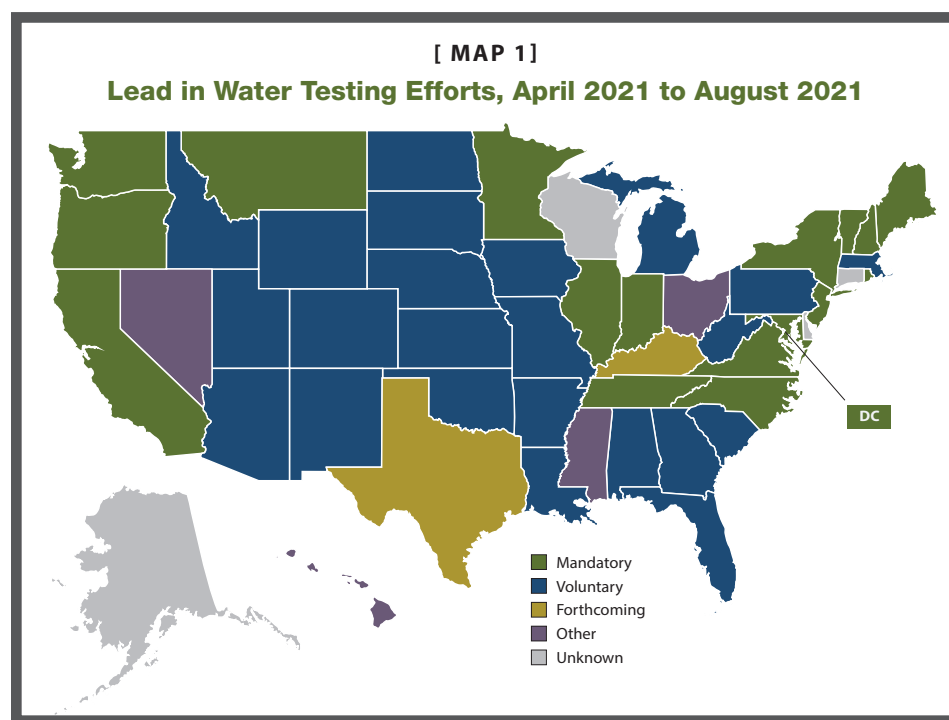 [ MAP 1]
Lead in Water Testing Efforts, April 2021 to August 2021
DC
Mandatory
Voluntary
Forthcoming
Other
Unknown